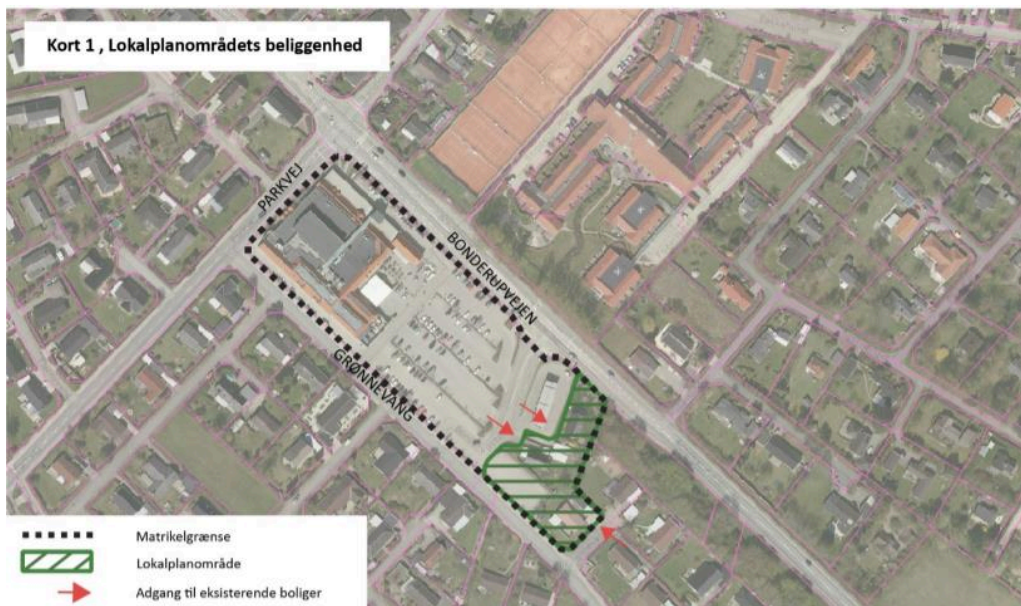 Kort 1 , Lokalplanområdets beliggenhed
PARKVEJ
BONDERUPVEJEN
GRØNNEVANG
Matrikelgrænse
Lokalplanområde
Adgang til eksisterende boliger